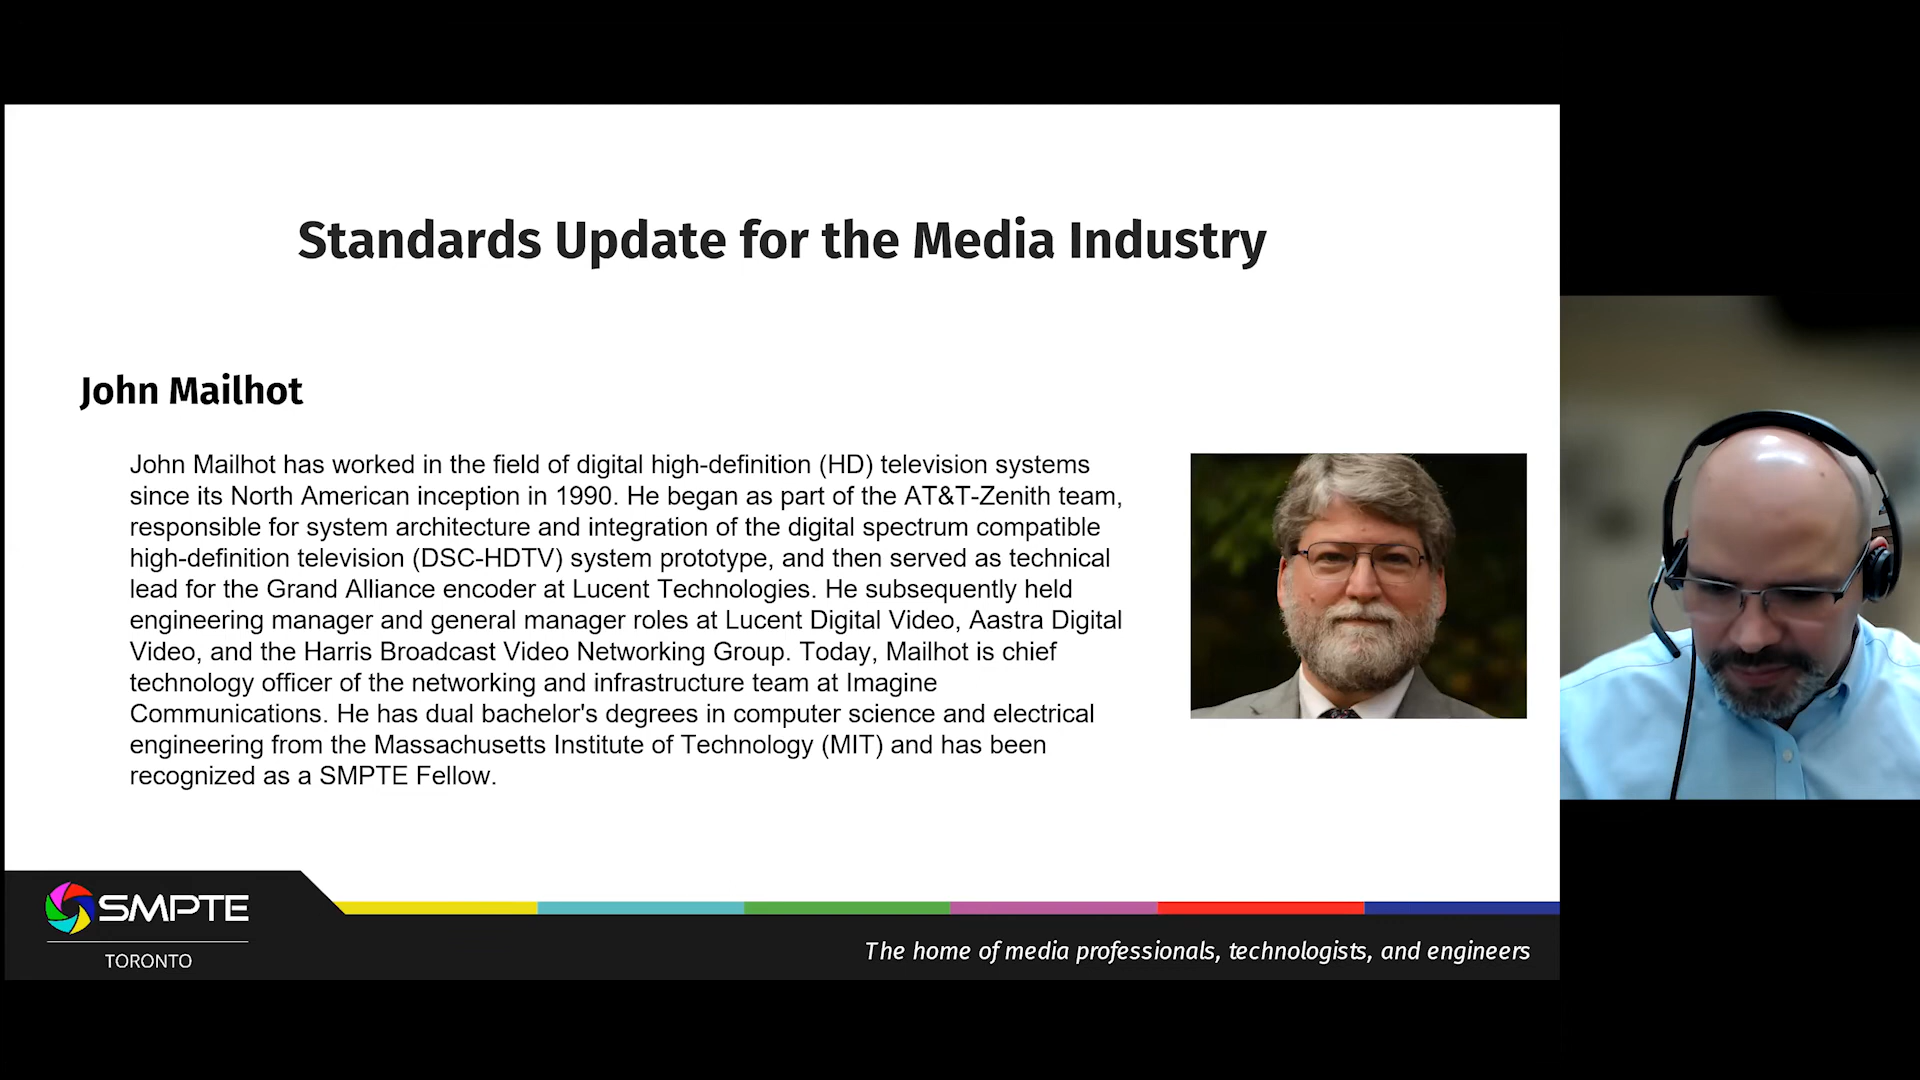 Standards Update for the Media Industry
John Mailhot
John Mailhot has worked in the field of digital high-definition (HD) television systems
since its North American inception in 1990. He began as part of the AT&T-Zenith team,
responsible for system architecture and integration of the digital spectrum compatible
high-definition television (DSC-HDTV) system prototype, and then served as technical
lead for the Grand Alliance encoder at Lucent Technologies. He subsequently held
engineering manager and general manager roles at Lucent Digital Video, Aastra Digital
Video, and the Harris Broadcast Video Networking Group. Today, Mailhot is chief
technology officer of the networking and infrastructure team at Imagine
Communications. He has dual bachelor's degrees in computer science and electrical
engineering from the Massachusetts Institute of Technology (MIT) and has been
recognized as a SMPTE Fellow.
SMPTE
TORONTO
The home of media professionals, technologists, and engineers